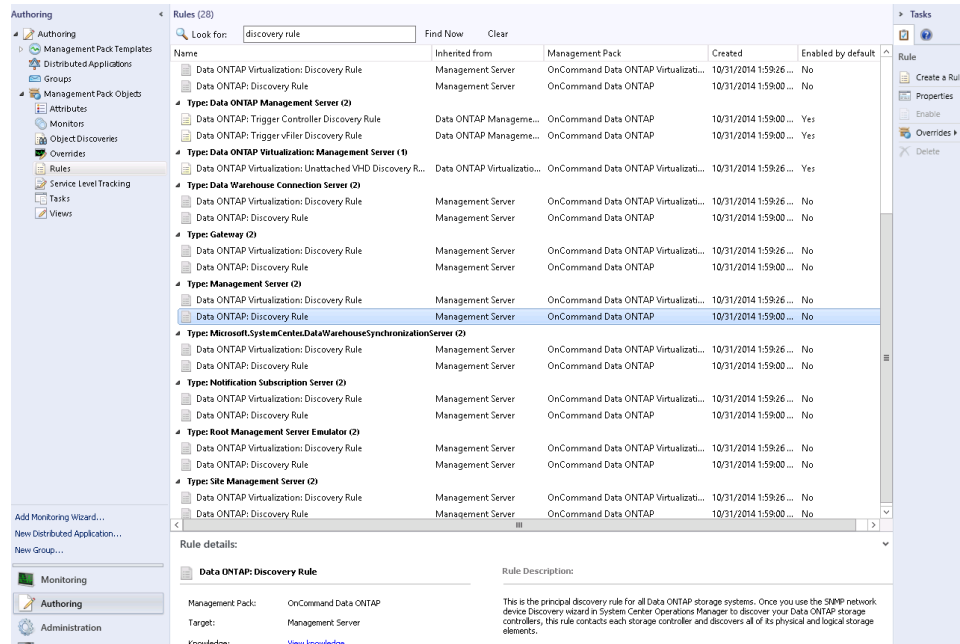 Authoring
Authoring
Management Pack Templates
Distributed Applications
Groups
Management Pack Objects
Attributes
Monitors
Object Discoveries
Overrides
Rules
Service Level Tracking
Tasks
Views
Add Monitoring Wizard...
New Distributed Application...
New Group...
Monitoring
Authoring
Administration
Rules (28)
Look for: discovery rule Find Now Clear
Name Inherited from Management Pack Created Enabled by default
Data ONTAP Virtualization: Discovery Rule Management Server OnCommand Data ONTAP Virtualizati... 10/31/2014 1:59:26 ... No
Data ONTAP: Discovery Rule Management Server OnCommand Data ONTAP 10/31/2014 1:59:00 ... No
Type: Data ONTAP Management Server (2)
Data ONTAP: Trigger Controller Discovery Rule Data ONTAP Manageme... OnCommand Data ONTAP 10/31/2014 1:59:00 ... Yes
Data ONTAP: Trigger vFiler Discovery Rule Data ONTAP Manageme... OnCommand Data ONTAP 10/31/2014 1:59:00 ... Yes
Type: Data ONTAP Virtualization: Management Server (1)
Data ONTAP Virtualization: Unattached VHD Discovery R... Data ONTAP Virtualizatio... OnCommand Data ONTAP Virtualizati... 10/31/2014 1:59:26 ... Yes
Type: Data Warehouse Connection Server (2)
Data ONTAP Virtualization: Discovery Rule Management Server OnCommand Data ONTAP Virtualizati... 10/31/2014 1:59:26 ... No
Data ONTAP: Discovery Rule Management Server OnCommand Data ONTAP 10/31/2014 1:59:00 ... No
Type: Gateway (2)
Data ONTAP Virtualization: Discovery Rule Management Server OnCommand Data ONTAP Virtualizati... 10/31/2014 1:59:26 ... No
Data ONTAP: Discovery Rule Management Server OnCommand Data ONTAP 10/31/2014 1:59:00 ... No
Type: Management Server (2)
Data ONTAP Virtualization: Discovery Rule Management Server OnCommand Data ONTAP Virtualizati... 10/31/2014 1:59:26 ... No
Data ONTAP: Discovery Rule Management Server OnCommand Data ONTAP 10/31/2014 1:59:00 ... No
Type: Microsoft.SystemCenter.DataWarehouseSynchronizationServer (2)
Data ONTAP Virtualization: Discovery Rule Management Server OnCommand Data ONTAP Virtualizati... 10/31/2014 1:59:26 ... No
Data ONTAP: Discovery Rule Management Server OnCommand Data ONTAP 10/31/2014 1:59:00 ... No
Type: Notification Subscription Server (2)
Data ONTAP Virtualization: Discovery Rule Management Server OnCommand Data ONTAP Virtualizati... 10/31/2014 1:59:26 ... No
Data ONTAP: Discovery Rule Management Server OnCommand Data ONTAP 10/31/2014 1:59:00 ... No
Type: Root Management Server Emulator (2)
Data ONTAP Virtualization: Discovery Rule Management Server OnCommand Data ONTAP Virtualizati... 10/31/2014 1:59:26 ... No
Data ONTAP: Discovery Rule Management Server OnCommand Data ONTAP 10/31/2014 1:59:00 ... No
Type: Site Management Server (2)
Data ONTAP Virtualization: Discovery Rule Management Server OnCommand Data ONTAP Virtualizati... 10/31/2014 1:59:26 ... No
Data ONTAP: Discovery Rule Management Server OnCommand Data ONTAP 10/31/2014 1:59:00 ... No
Rule details:
Data ONTAP: Discovery Rule
Management Pack: OnCommand Data ONTAP
Target: Management Server
Knowledge: View knowledge
Rule Description:
This is the principal discovery rule for all Data ONTAP storage systems. Once you use the SNMP network
device Discovery wizard in System Center Operations Manager to discover your Data ONTAP storage
controllers, this rule contacts each storage controller and discovers all of its physical and logical storage
elements.
Tasks
Rule
Create a Rul
Properties
Enable
Overrides
Delete